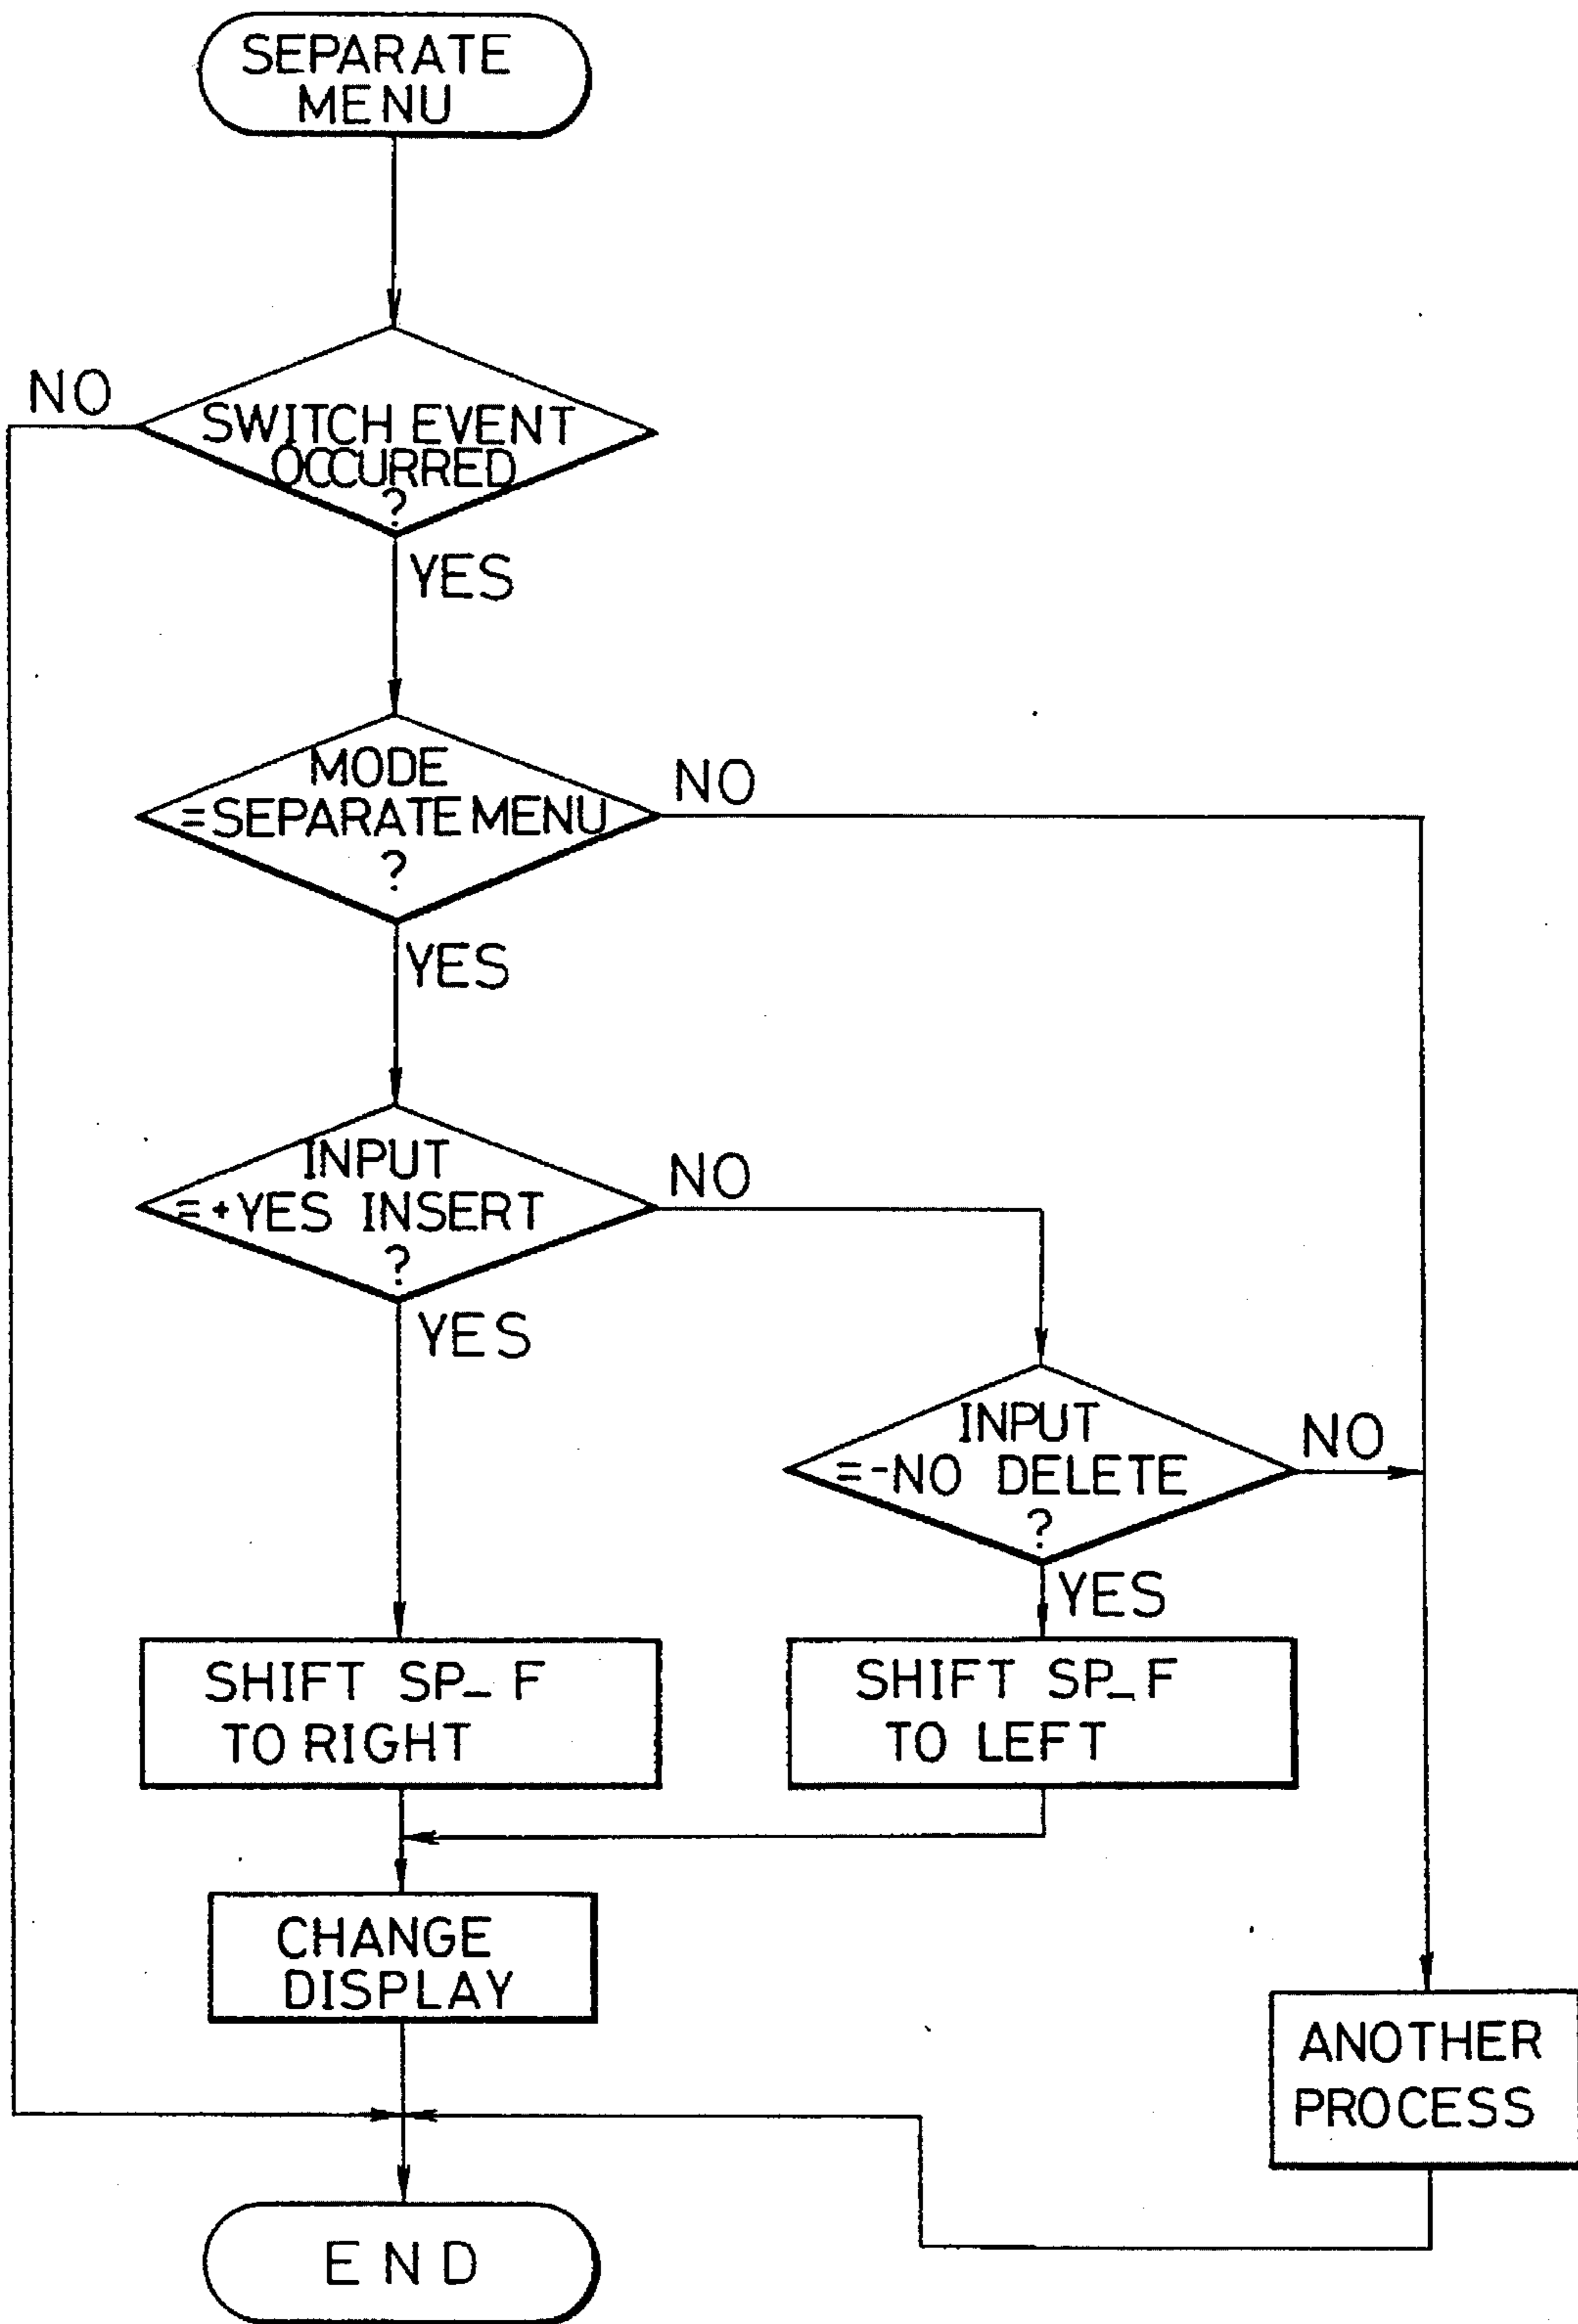 SEPARATE
MENU
NO
SWITCH EVENT
OCCURRED
?
YES
MODE
=SEPARATE MENU
?
NO
YES
INPUT
=+YES INSERT
?
NO
YES
INPUT
=-NO DELETE
?
NO
YES
SHIFT SP_F
TO RIGHT
SHIFT SP_F
TO LEFT
CHANGE
DISPLAY
ANOTHER
PROCESS
END